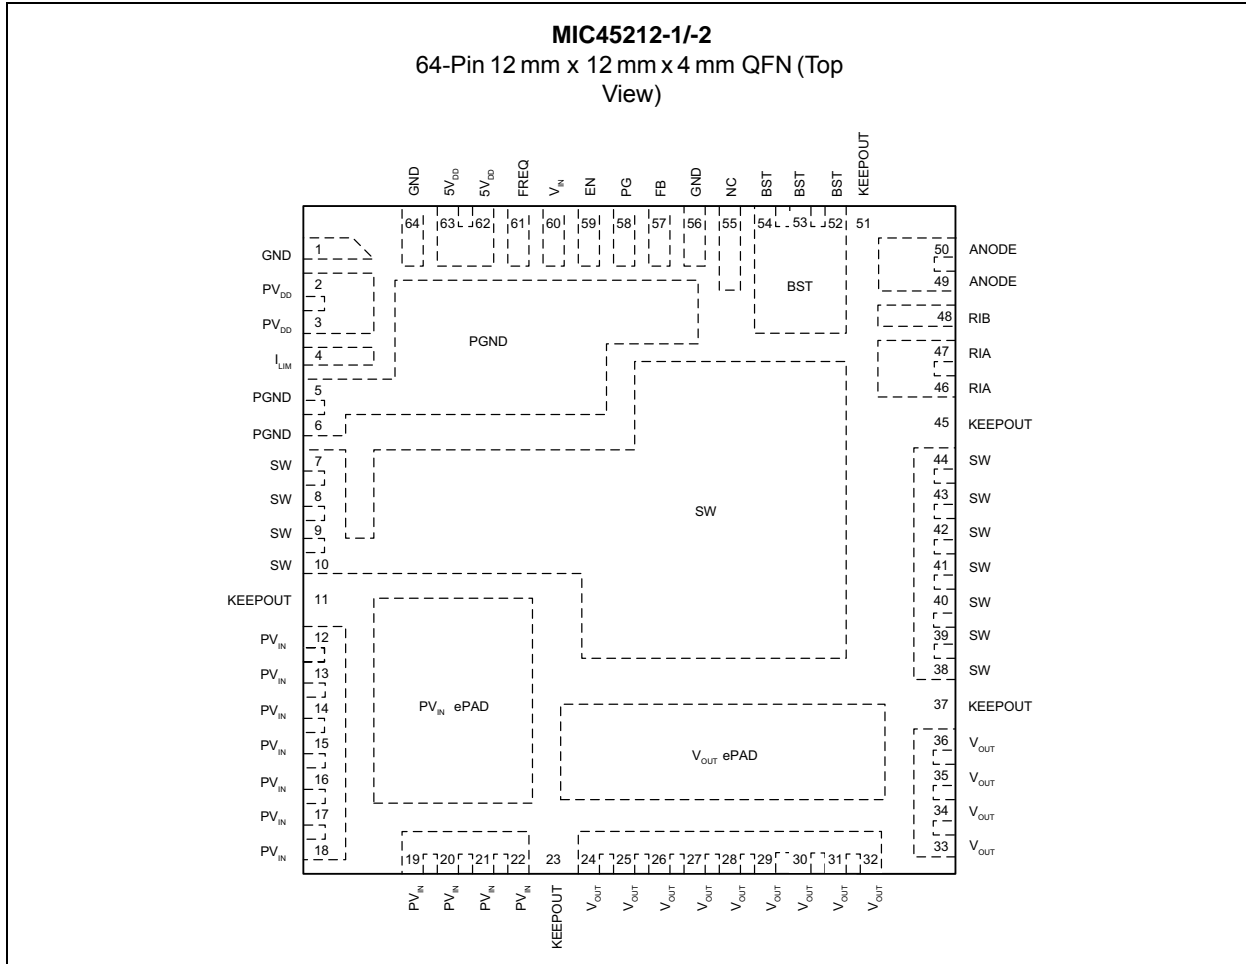 MIC45212-1/-2
64-Pin 12 mm x 12 mm x 4 mm QFN (Top
View)
GND
5VDD
5VDD
FREQ
VIN
EN
PG
FB
GND
NC
BST
BST
BST
KEEPOUT
64 63 62 61 60 59 58 57 56 55 54 53 52 51
GND 1
PVDD 2
PVDD 3
ILIM 4
PGND 5
PGND 6
SW 7
SW 8
SW 9
SW 10
KEEPOUT 11
PVIN 12
PVIN 13
PVIN 14
PVIN 15
PVIN 16
PVIN 17
PVIN 18
BST
PGND
SW
PVIN ePAD
VOUT ePAD
50 ANODE
49 ANODE
48 RIB
47 RIA
46 RIA
45 KEEPOUT
44 SW
43 SW
42 SW
41 SW
40 SW
39 SW
38 SW
37 KEEPOUT
36 VOUT
35 VOUT
34 VOUT
33 VOUT
19 20 21 22 23 24 25 26 27 28 29 30 31 32
PVIN
PVIN
PVIN
PVIN
KEEPOUT
VOUT
VOUT
VOUT
VOUT
VOUT
VOUT
VOUT
VOUT
VOUT